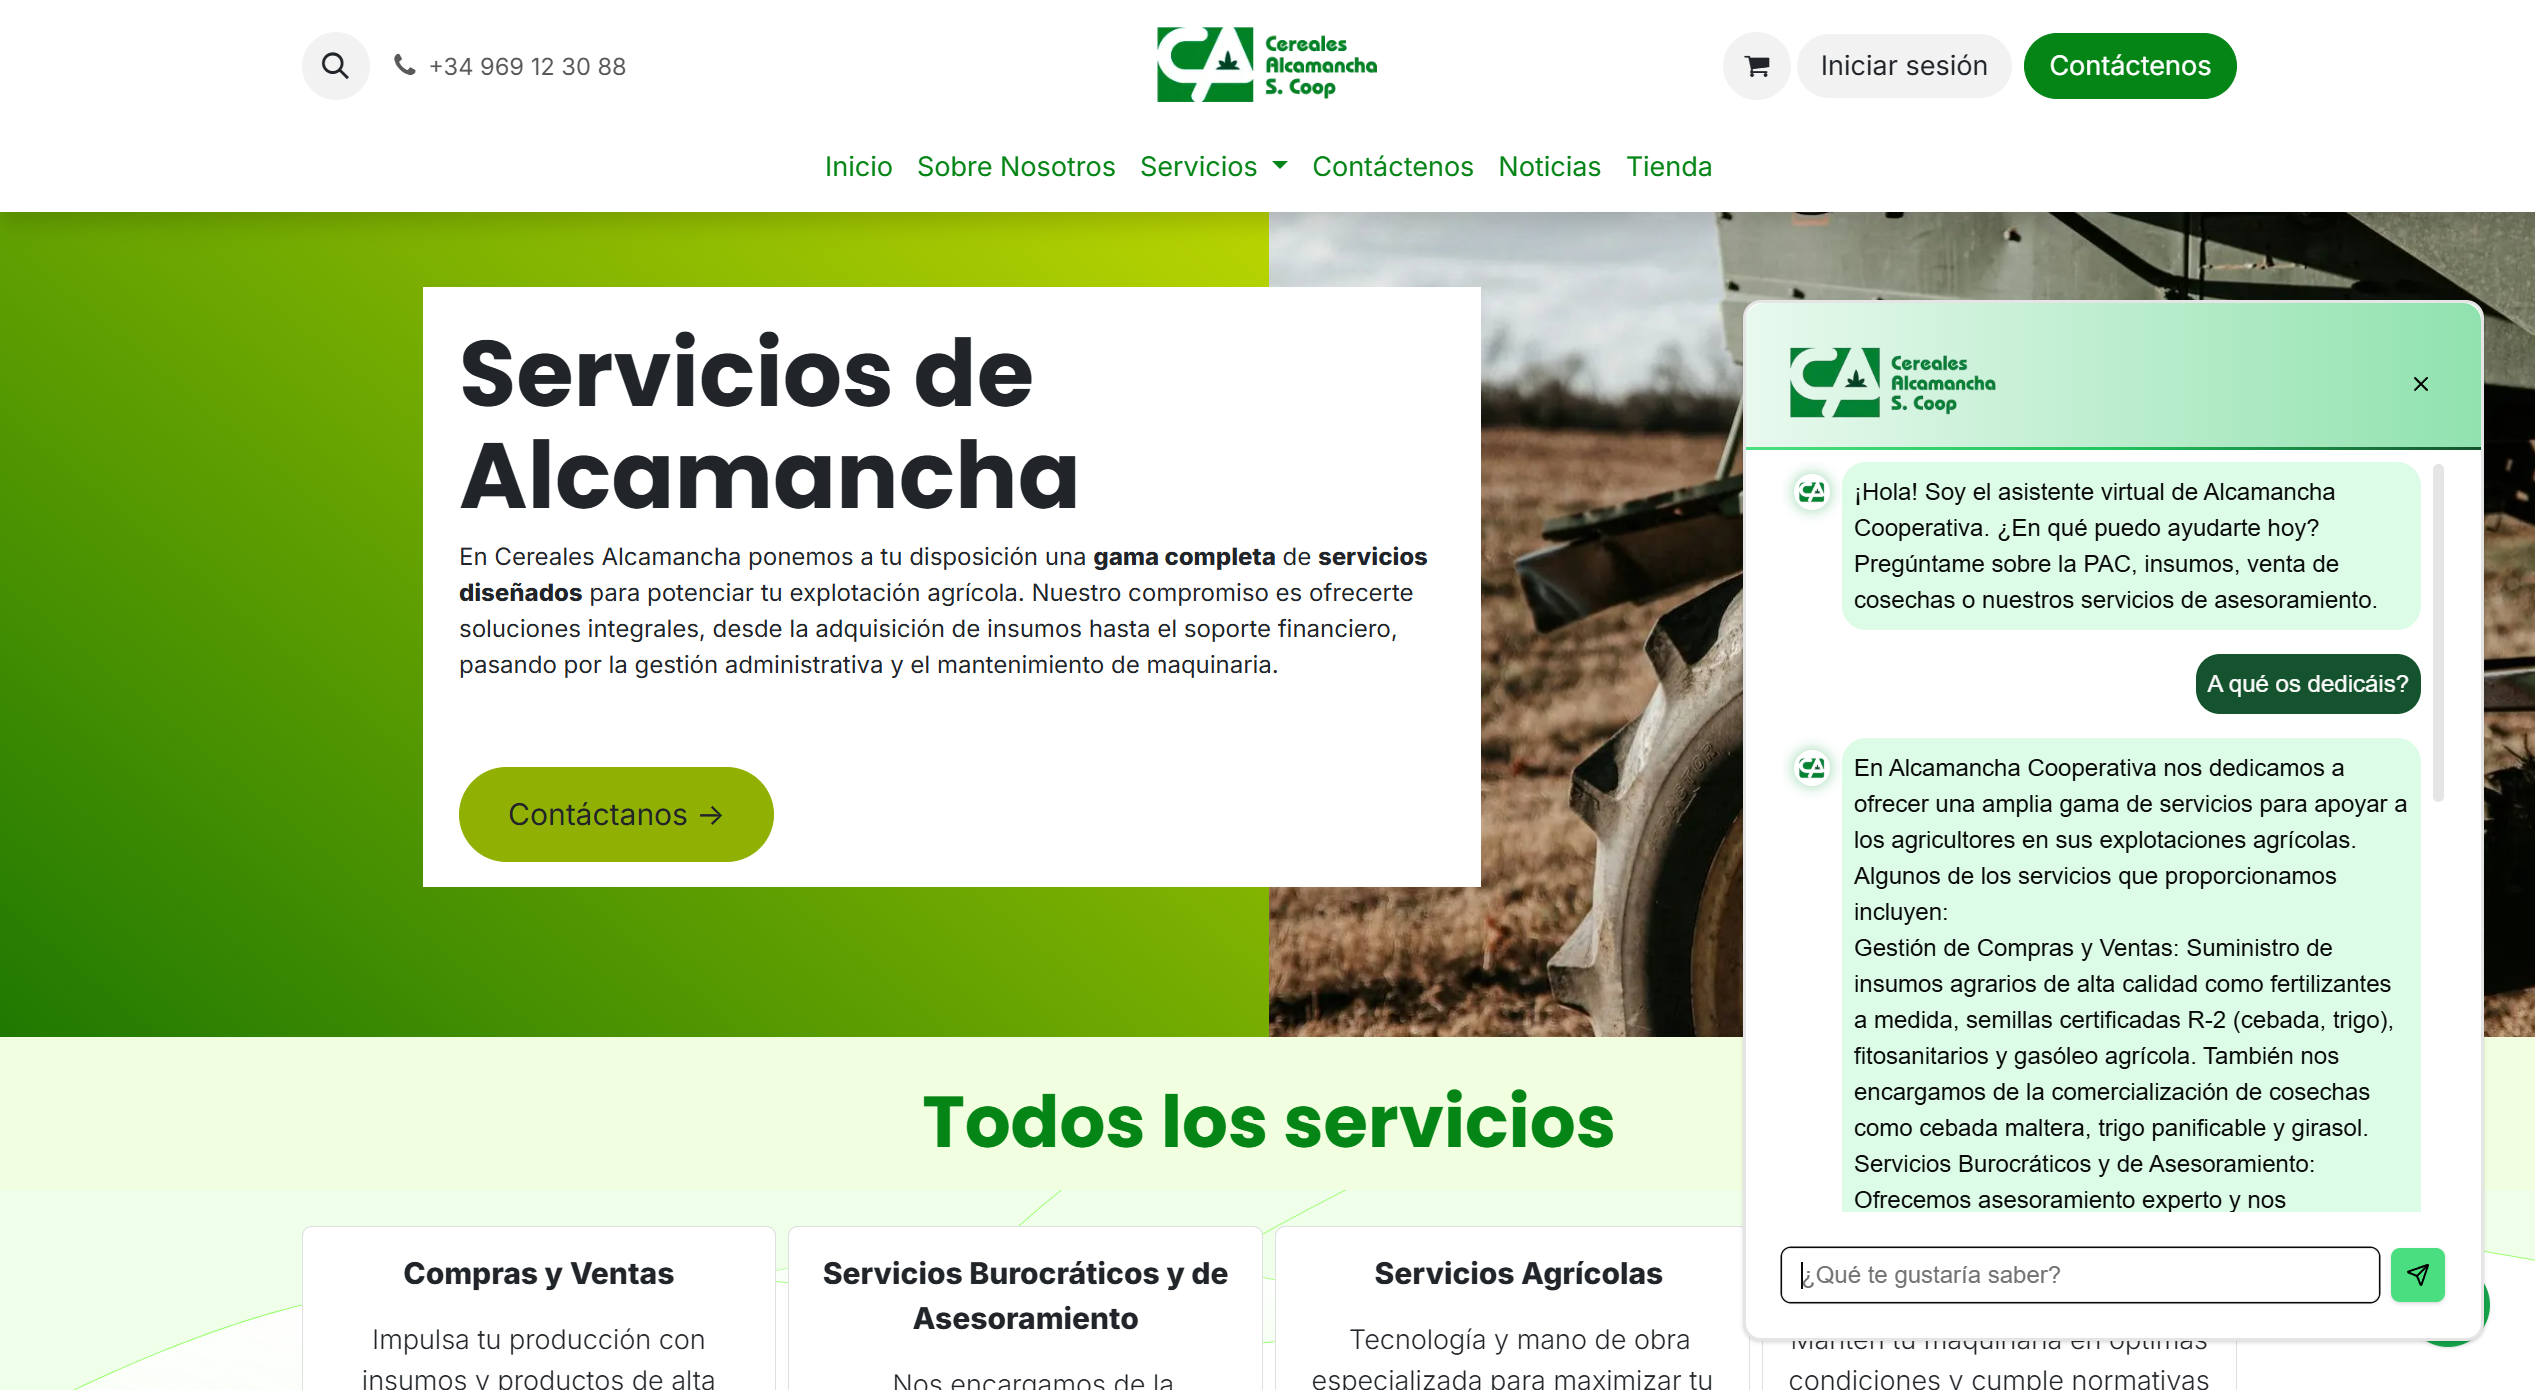 +34 969 12 30 88
CA
Cereales
Alcamancha
S. Coop
Iniciar sesión
Contáctenos
Inicio Sobre Nosotros Servicios Contáctenos Noticias Tienda
Servicios de
Alcamancha
En Cereales Alcamancha ponemos a tu disposición una gama completa de servicios
diseñados para potenciar tu explotación agrícola. Nuestro compromiso es ofrecerte
soluciones integrales, desde la adquisición de insumos hasta el soporte financiero,
pasando por la gestión administrativa y el mantenimiento de maquinaria.
Contáctanos →
CA
Cereales
Alcamancha
S. Coop
¡Hola! Soy el asistente virtual de Alcamancha
Cooperativa. ¿En qué puedo ayudarte hoy?
Pregúntame sobre la PAC, insumos, venta de
cosechas o nuestros servicios de asesoramiento.
A qué os dedicáis?
En Alcamancha Cooperativa nos dedicamos a
ofrecer una amplia gama de servicios para apoyar a
los agricultores en sus explotaciones agrícolas.
Algunos de los servicios que proporcionamos
incluyen:
Gestión de Compras y Ventas: Suministro de
insumos agrarios de alta calidad como fertilizantes
a medida, semillas certificadas R-2 (cebada, trigo),
fitosanitarios y gasóleo agrícola. También nos
encargamos de la comercialización de cosechas
como cebada maltera, trigo panificable y girasol.
Servicios Burocráticos y de Asesoramiento:
Ofrecemos asesoramiento experto y nos
¿Qué te gustaría saber?
Todos los servicios
Compras y Ventas
Impulsa tu producción con
insumos y productos de alta
Servicios Burocráticos y de
Asesoramiento
Nos encargamos de la
Servicios Agrícolas
Tecnología y mano de obra
especializada para maximizar tu
Mantén tu maquinaria en óptimas
condiciones y cumple normativas